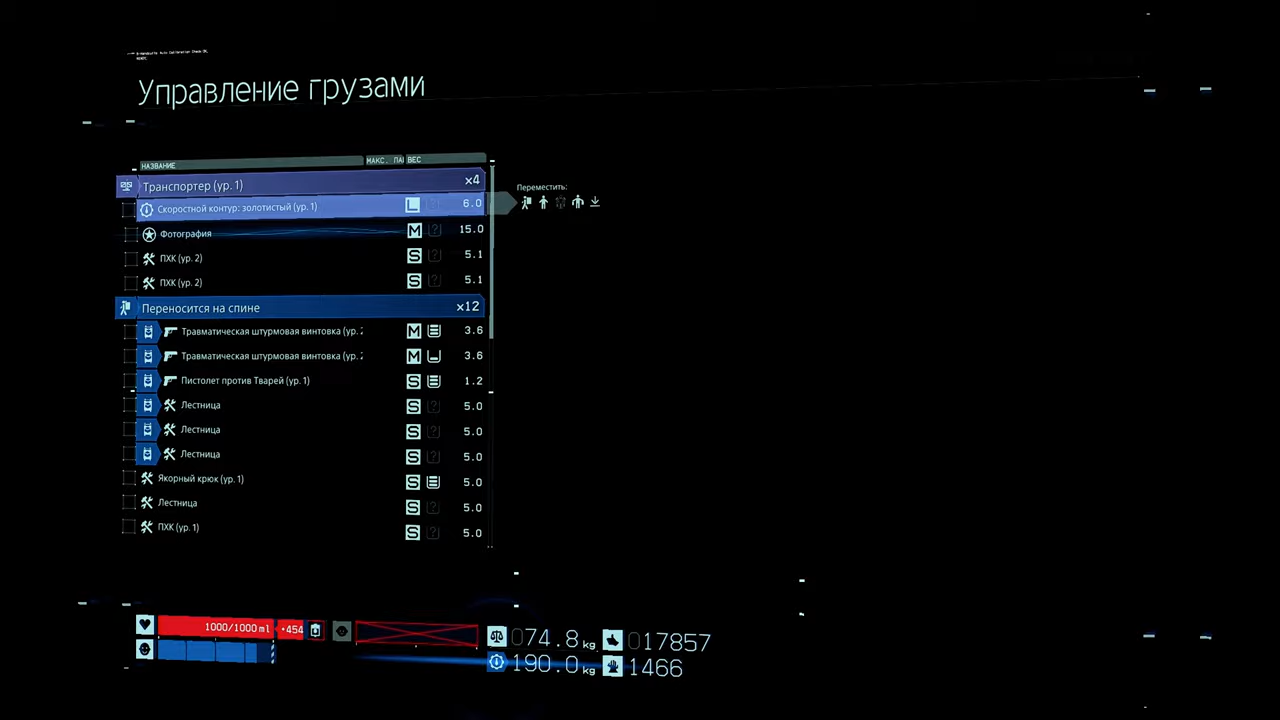 Управление грузами
НАЗВАНИЕ МАКС. ПА ВЕС
Транспортер (ур. 1) x4
Скоростной контур: золотистый (ур. 1) L 6.0
Переместить:
Фотография M 15.0
ПХК (ур. 2) S 5.1
ПХК (ур. 2) S 5.1
Переносится на спине x12
Травматическая штурмовая винтовка (ур. 2 M 3.6
Травматическая штурмовая винтовка (ур. 2 M 3.6
Пистолет против Тварей (ур. 1) S 1.2
Лестница S 5.0
Лестница S 5.0
Лестница S 5.0
Якорный крюк (ур. 1) S 5.0
Лестница S 5.0
ПХК (ур. 1) S 5.0
1000/1000 ml •454 074.8 kg 017857
190.0 kg 1466